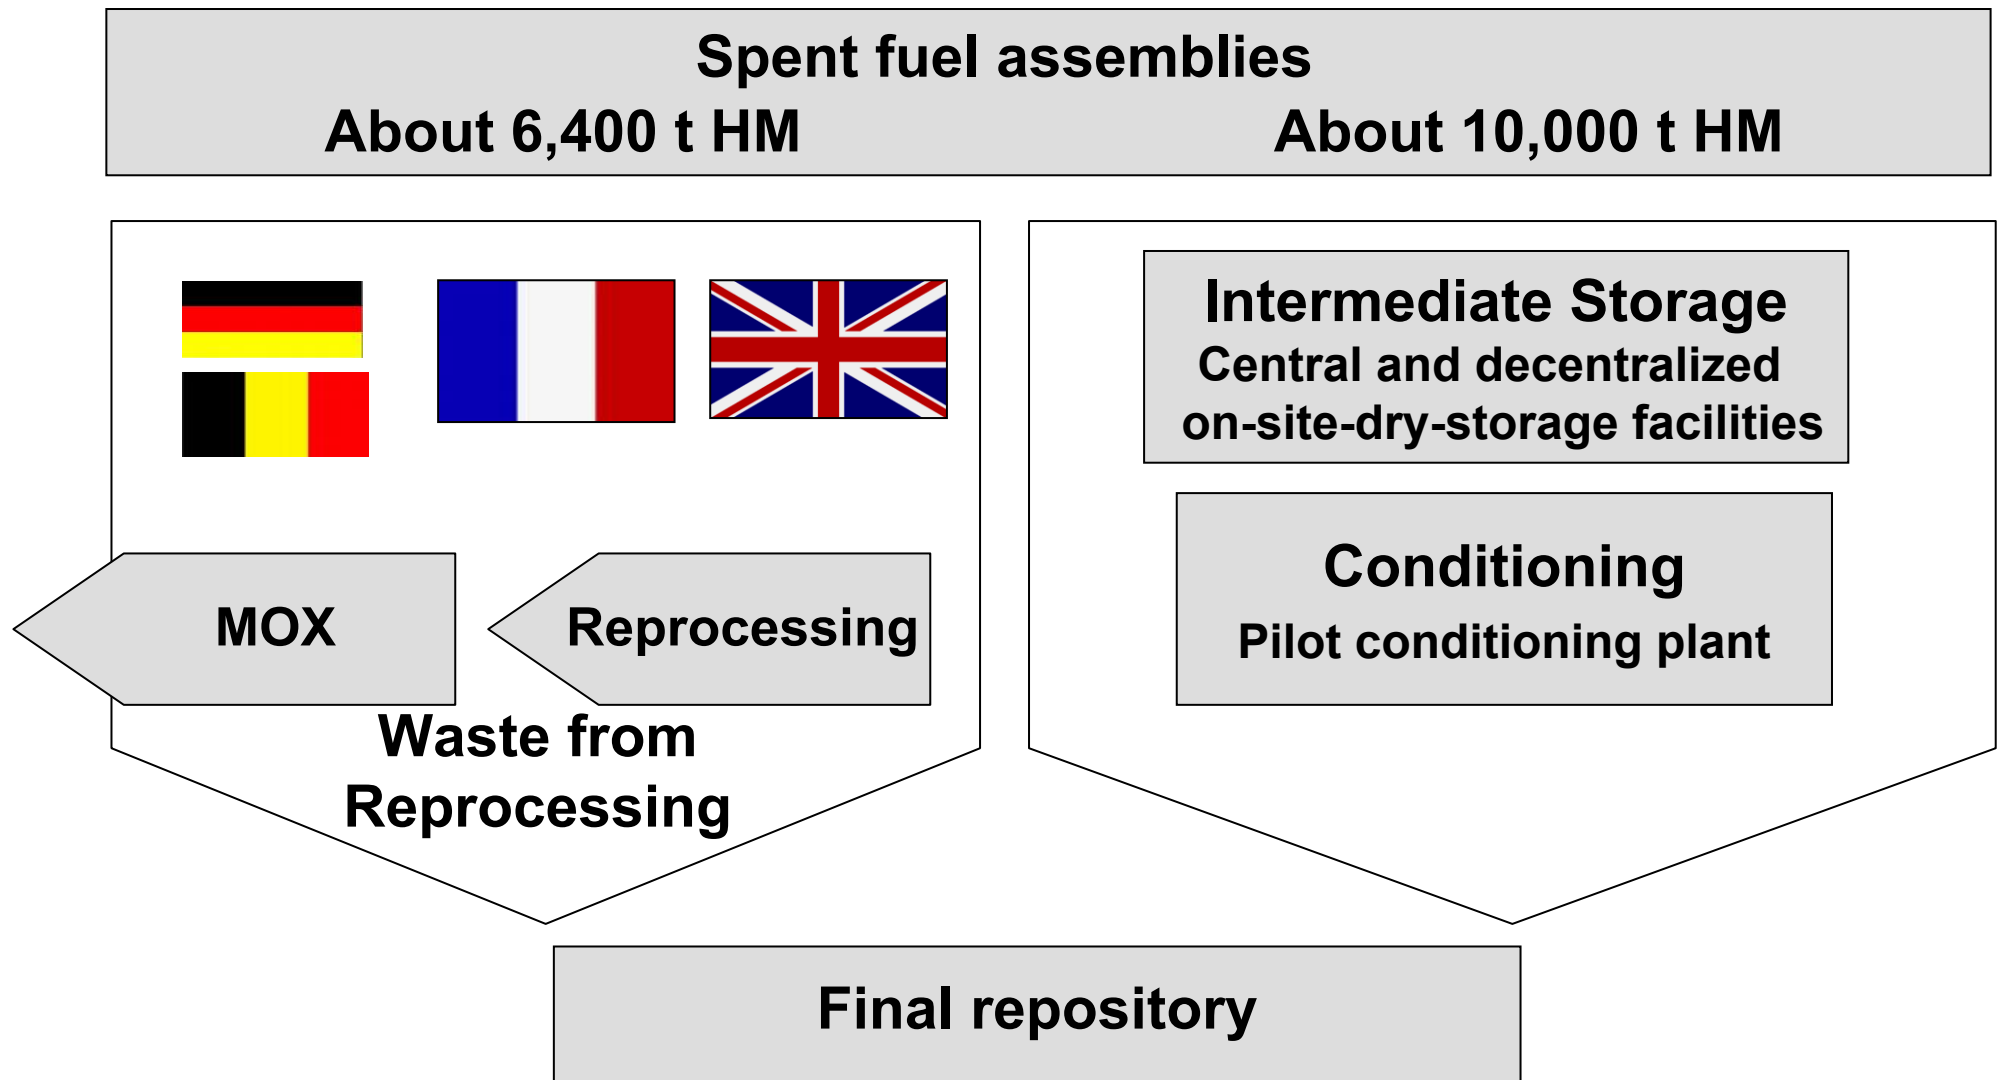 Spent fuel assemblies
About 6,400 t HM
About 10,000 t HM
MOX
Reprocessing
Waste from
Reprocessing
Intermediate Storage
Central and decentralized
on-site-dry-storage facilities
Conditioning
Pilot conditioning plant
Final repository